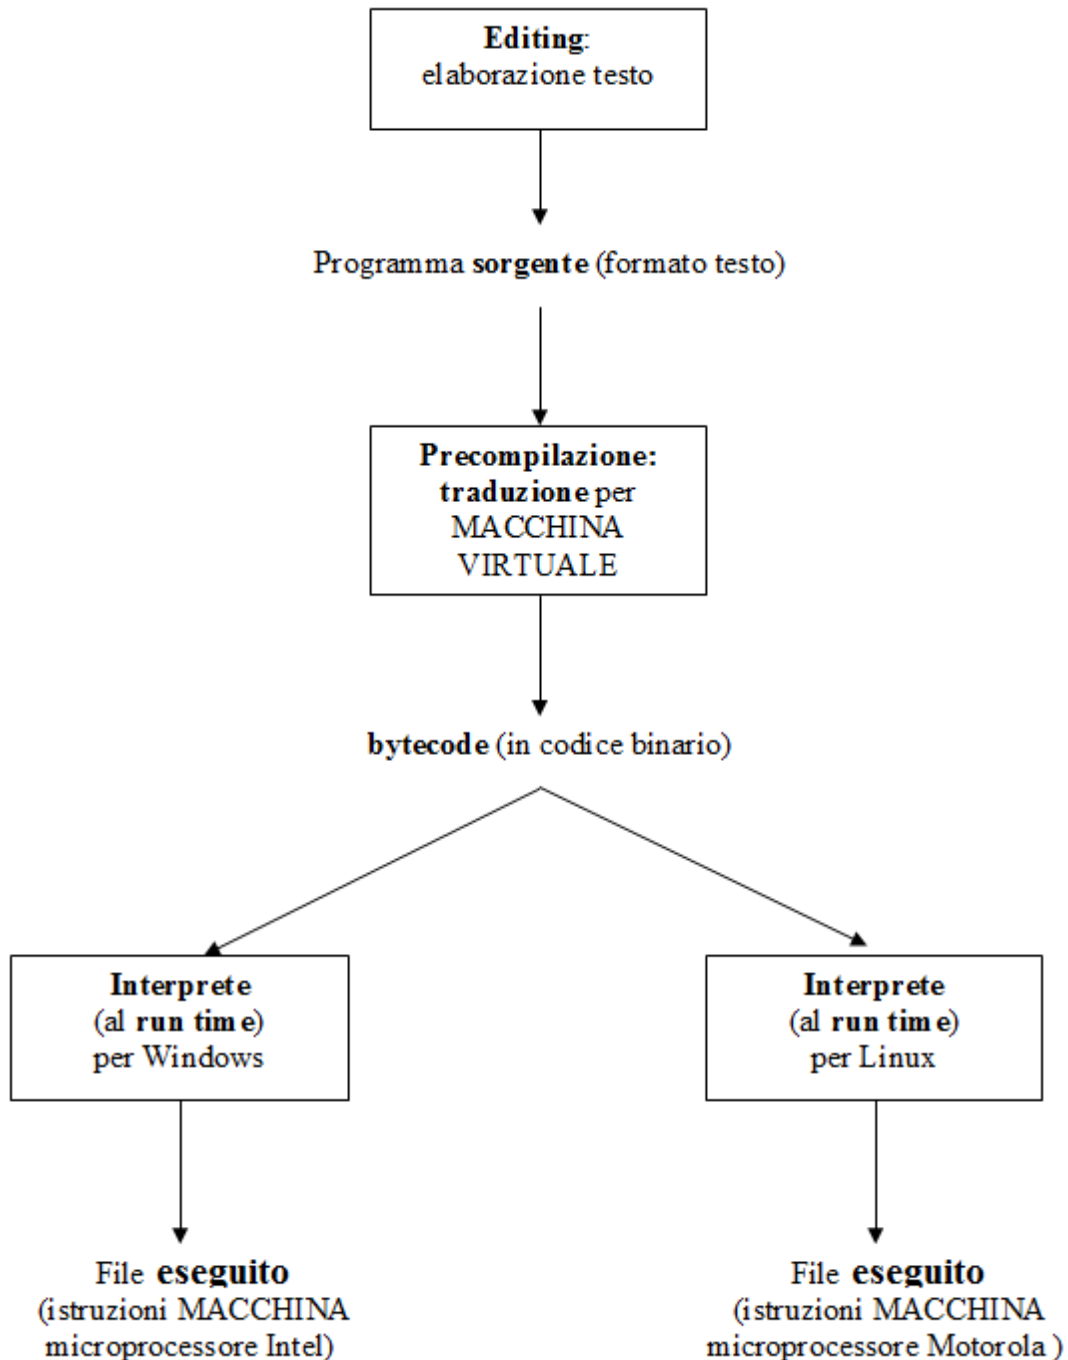 Editing:
elaborazione testo
Programma sorgente (formato testo)
Precompilazione:
traduzione per
MACCHINA
VIRTUALE
bytecode (in codice binario)
Interprete
(al run time)
per Windows
Interprete
(al run time)
per Linux
File eseguito
(istruzioni MACCHINA
microprocessore Intel)
File eseguito
(istruzioni MACCHINA
microprocessore Motorola )